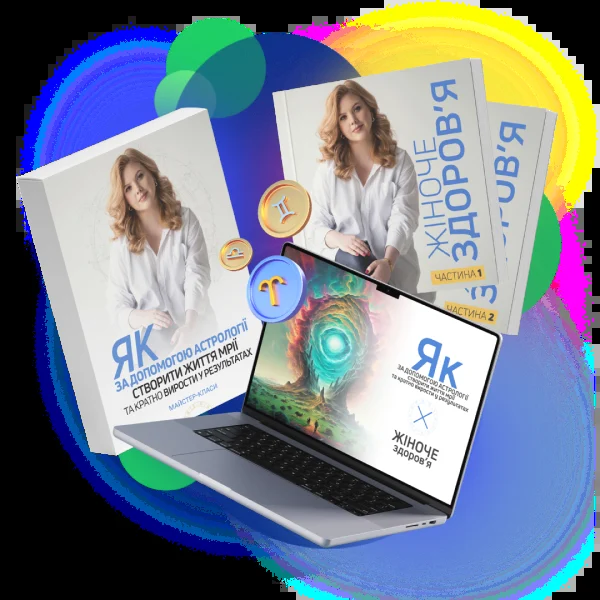 ЯК
ЗА ДОПОМОГОЮ АСТРОЛОГІЇ
СТВОРИТИ ЖИТТЯ МРІЇ
ТА КРАТНО ВИРОСТИ У РЕЗУЛЬТАТАХ
МАЙСТЕР-КЛАСИ
ЖІНОЧЕ
ЗДОРОВ'Я
ЧАСТИНА 1
ОРОВ'Я
З
ЧАСТИНА 2
Як
ЗА ДОПОМОГОЮ АСТРОЛОГІЇ
створити життя мрії
та кратно вирости у результатах
ЖІНОЧЕ
здоров'я